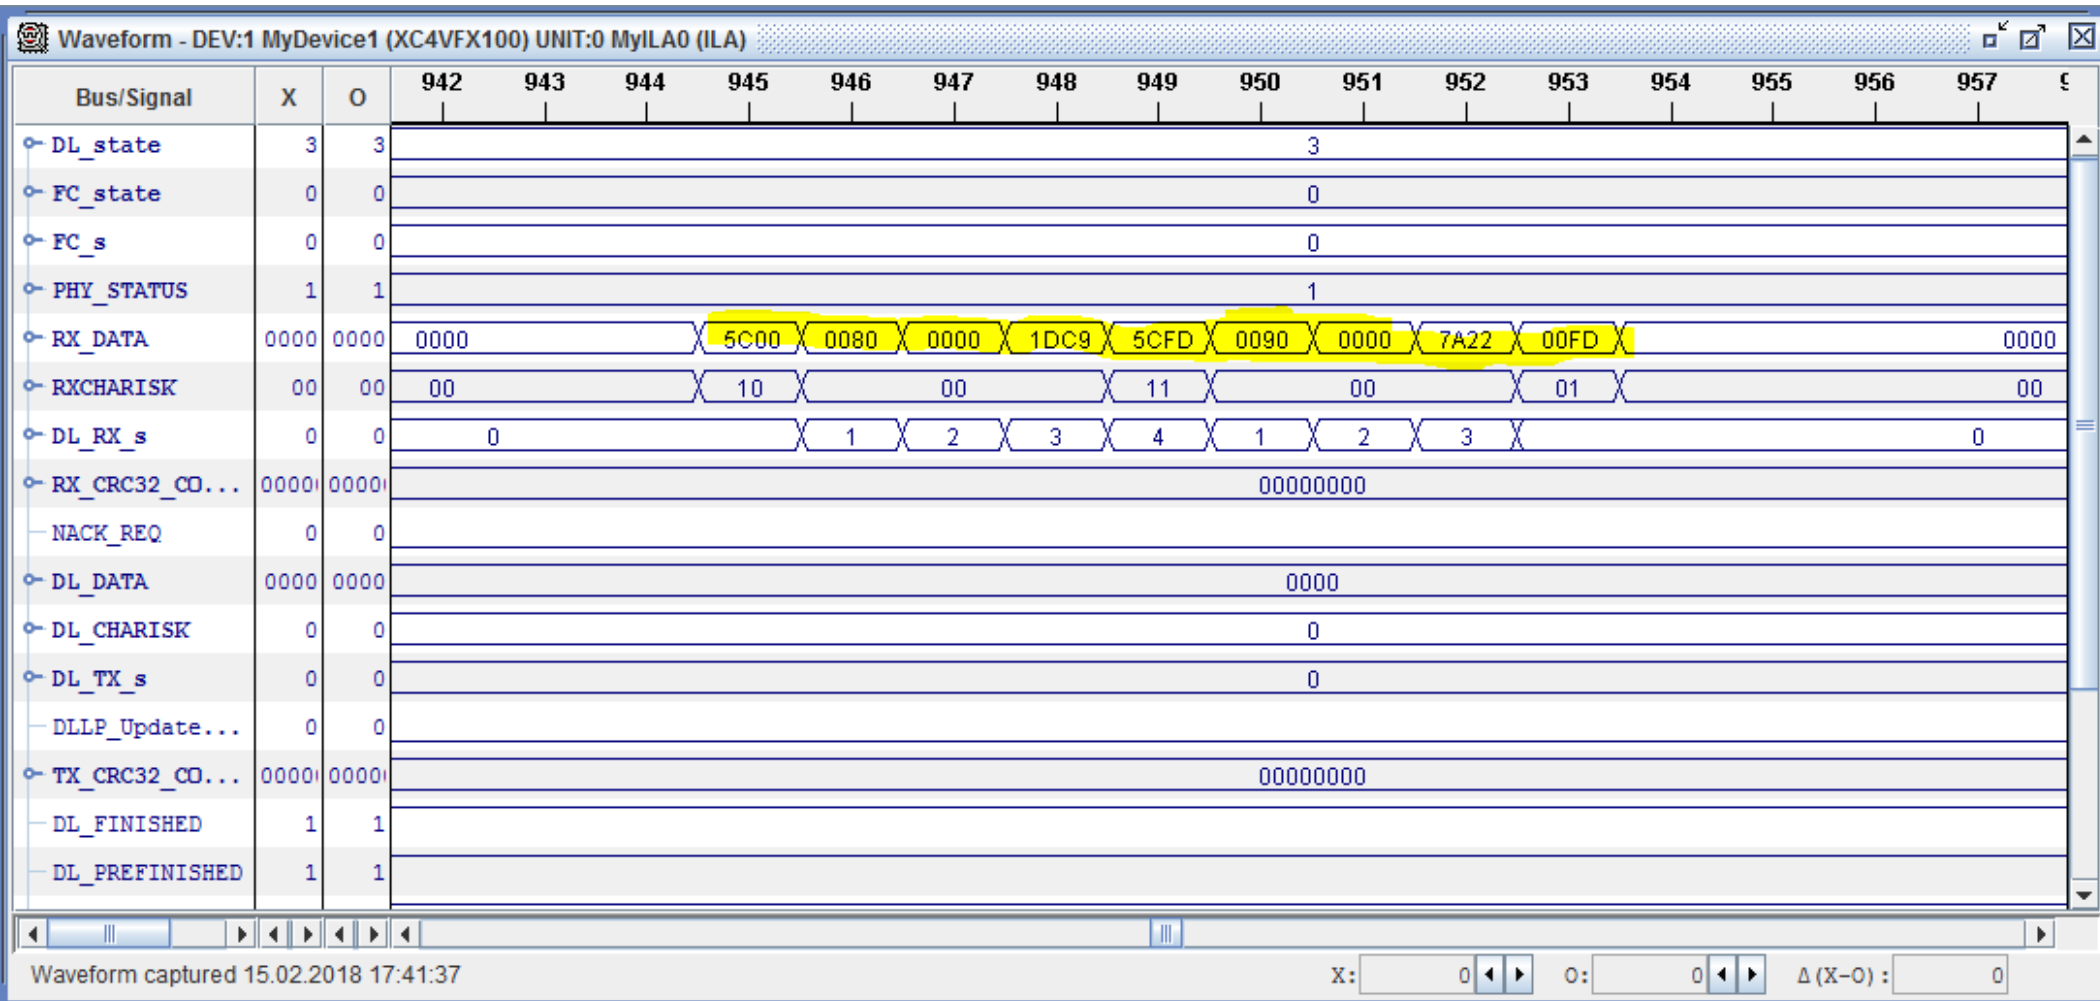 Waveform - DEV:1 MyDevice1 (XC4VFX100) UNIT:0 MyILA0 (ILA)
Bus/Signal X O 942 943 944 945 946 947 948 949 950 951 952 953 954 955 956 957
DL_state 3 3 3
FC_state 0 0 0
FC_s 0 0 0
PHY_STATUS 1 1 1
RX_DATA 0000 0000 0000 5C00 0080 0000 1DC9 5CFD 0090 0000 7A22 00FD 0000
RXCHARISK 00 00 00 10 00 11 00 01 00
DL_RX_s 0 0 0 1 2 3 4 1 2 3 0
RX_CRC32_CO... 0000 0000 00000000
NACK_REQ 0 0
DL_DATA 0000 0000 0000
DL_CHARISK 0 0 0
DL_TX_s 0 0 0
DLLP_Update... 0 0
TX_CRC32_CO... 0000 0000 00000000
DL_FINISHED 1 1
DL_PREFINISHED 1 1
Waveform captured 15.02.2018 17:41:37 X: 0 O: 0 Δ(X-O): 0